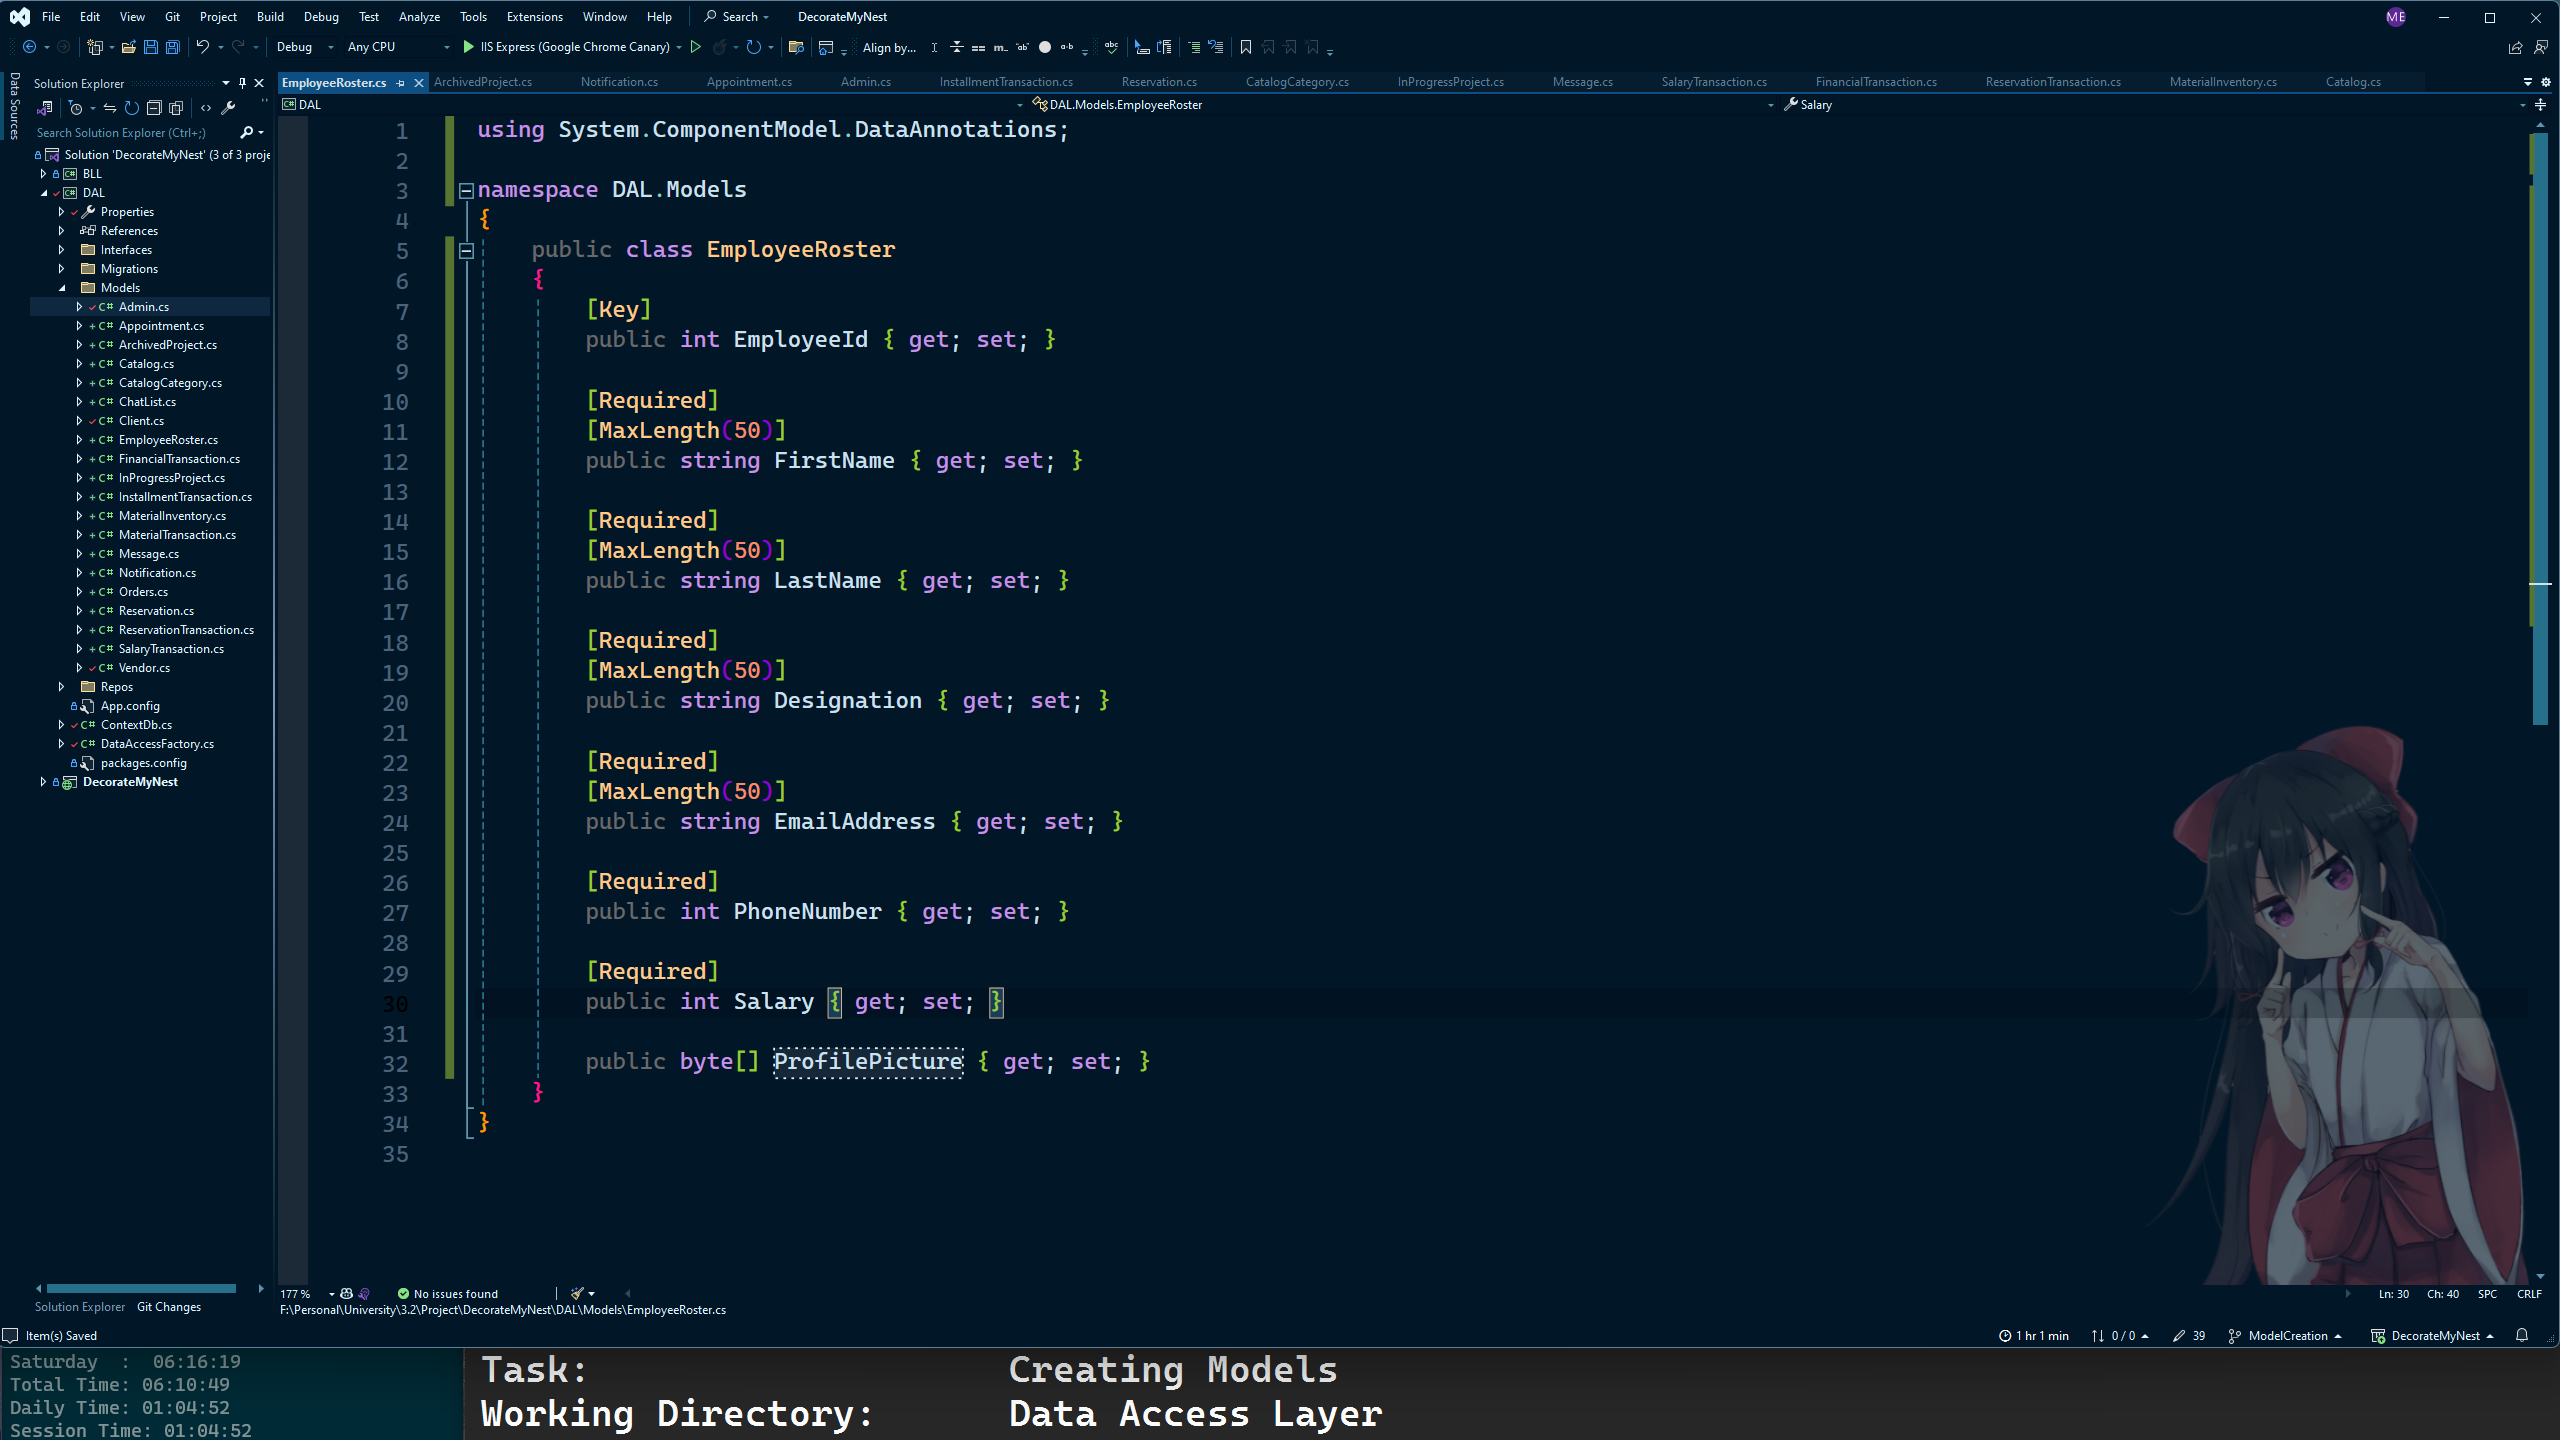 File Edit View Git Project Build Debug Test Analyze Tools Extensions Window Help Search DecorateMyNest ME
Debug Any CPU IIS Express (Google Chrome Canary) Align by...
Data Sources
Solution Explorer
Search Solution Explorer (Ctrl+;)
Solution 'DecorateMyNest' (3 of 3 proje
BLL
DAL
Properties
References
Interfaces
Migrations
Models
C# Admin.cs
C# Appointment.cs
C# ArchivedProject.cs
C# Catalog.cs
C# CatalogCategory.cs
C# ChatList.cs
C# Client.cs
C# EmployeeRoster.cs
C# FinancialTransaction.cs
C# InProgressProject.cs
C# InstallmentTransaction.cs
C# MaterialInventory.cs
C# MaterialTransaction.cs
C# Message.cs
C# Notification.cs
C# Orders.cs
C# Reservation.cs
C# ReservationTransaction.cs
C# SalaryTransaction.cs
C# Vendor.cs
Repos
App.config
C# ContextDb.cs
C# DataAccessFactory.cs
packages.config
DecorateMyNest
Solution Explorer Git Changes
EmployeeRoster.cs ArchivedProject.cs Notification.cs Appointment.cs Admin.cs InstallmentTransaction.cs Reservation.cs CatalogCategory.cs InProgressProject.cs Message.cs SalaryTransaction.cs FinancialTransaction.cs ReservationTransaction.cs MaterialInventory.cs Catalog.cs
DAL DAL.Models.EmployeeRoster Salary
1 using System.ComponentModel.DataAnnotations;
2
3 namespace DAL.Models
4 {
5 public class EmployeeRoster
6 {
7 [Key]
8 public int EmployeeId { get; set; }
9
10 [Required]
11 [MaxLength(50)]
12 public string FirstName { get; set; }
13
14 [Required]
15 [MaxLength(50)]
16 public string LastName { get; set; }
17
18 [Required]
19 [MaxLength(50)]
20 public string Designation { get; set; }
21
22 [Required]
23 [MaxLength(50)]
24 public string EmailAddress { get; set; }
25
26 [Required]
27 public int PhoneNumber { get; set; }
28
29 [Required]
30 public int Salary { get; set; }
31
32 public byte[] ProfilePicture { get; set; }
33 }
34 }
35
177 % No issues found Ln: 30 Ch: 40 SPC CRLF
F:\Personal\University\3.2\Project\DecorateMyNest\DAL\Models\EmployeeRoster.cs
Item(s) Saved 1 hr 1 min 0 / 0 39 ModelCreation DecorateMyNest
Saturday : 06:16:19
Total Time: 06:10:49
Daily Time: 01:04:52
Session Time: 01:04:52
Task: Creating Models
Working Directory: Data Access Layer